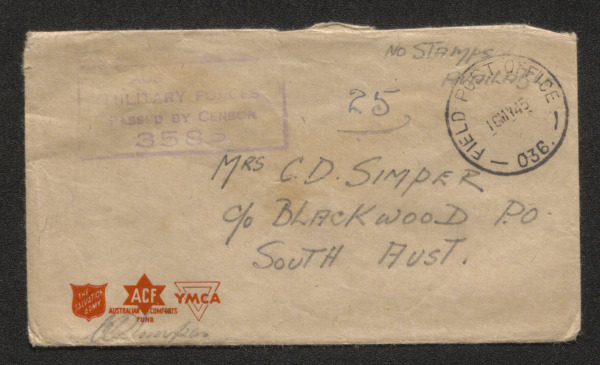 NO STAMPS
MILITARY FORCES
PASSED BY CENSOR
FIELD POST OFFICE
16MY45
036.
25
MRS C.D. SIMPER
c/o BLACKWOOD P.O.
SOUTH AUST.
THE SALVATION ARMY
ACF
AUSTRALIAN COMFORTS
FUND
YMCA